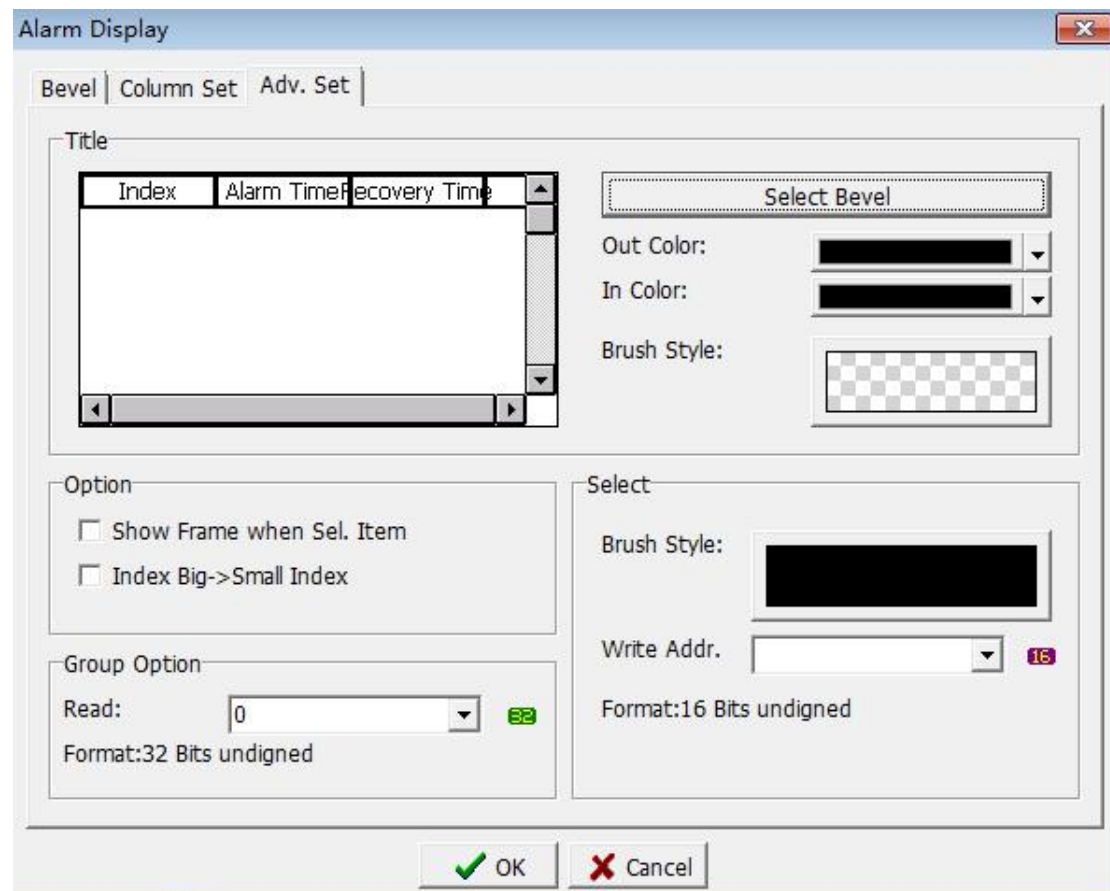 Alarm Display
Bevel Column Set Adv. Set
Title
Index Alarm Time Recovery Time
Select Bevel
Out Color:
In Color:
Brush Style:
Option
Show Frame when Sel. Item
Index Big->Small Index
Group Option
Read: 0 32
Format:32 Bits undigned
Select
Brush Style:
Write Addr. 16
Format:16 Bits undigned
OK Cancel